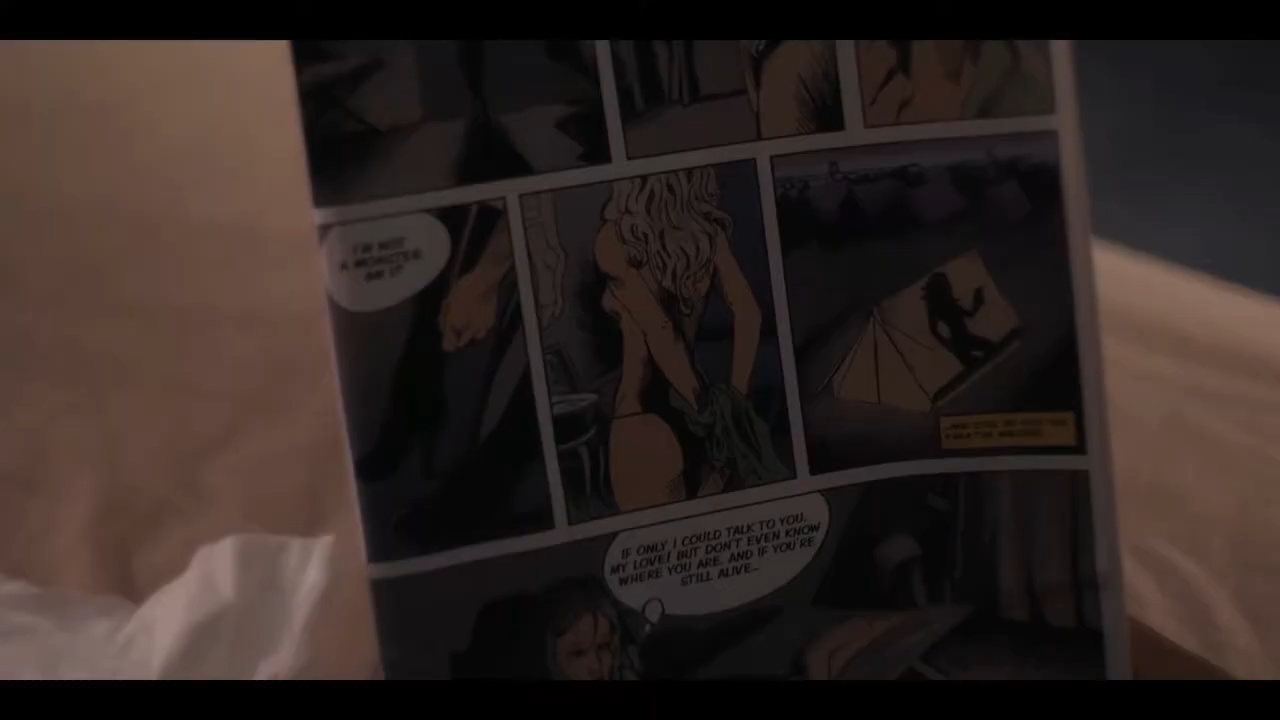 I'M NOT
A MONSTER,
AM I?
IF ONLY I COULD TALK TO YOU,
MY LOVE! BUT DON'T EVEN KNOW
WHERE YOU ARE. AND IF YOU'RE
STILL ALIVE...